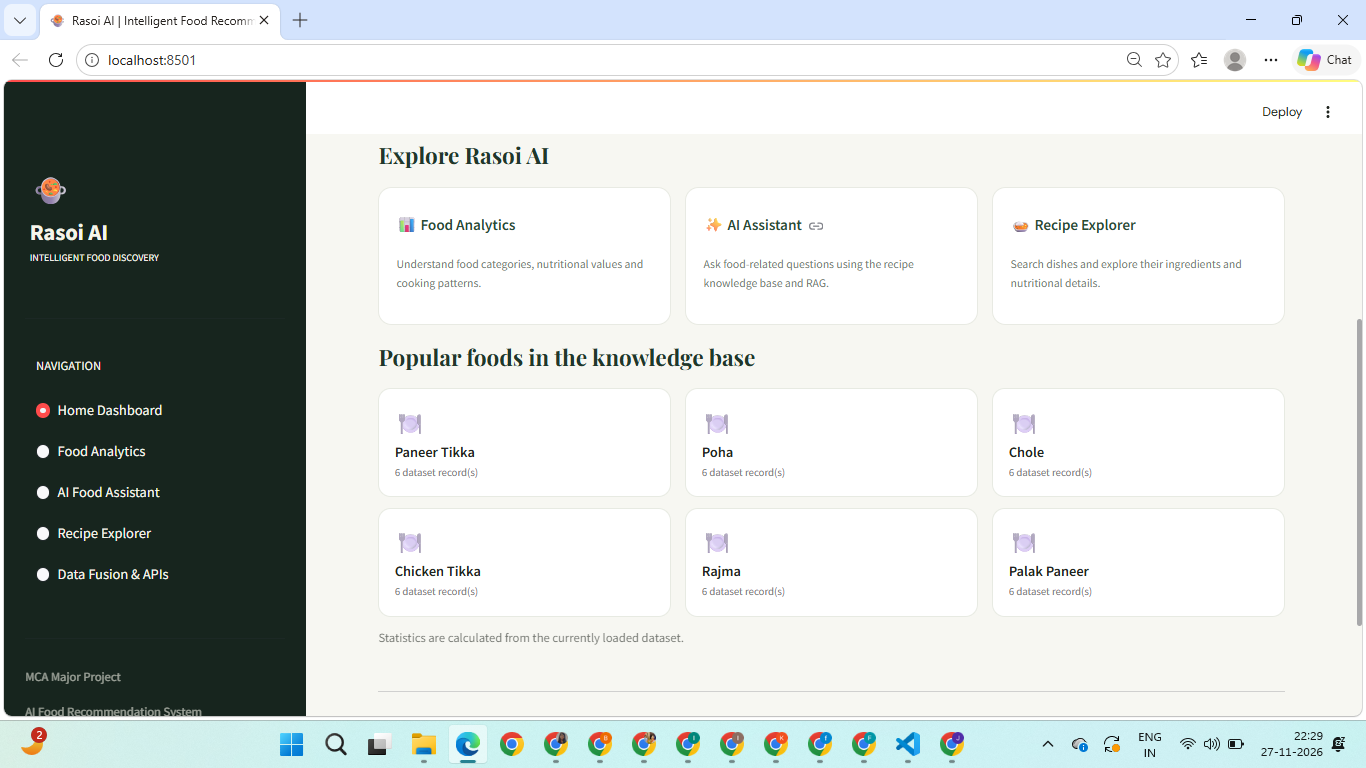 Rasoi AI | Intelligent Food Recomm
localhost:8501
Chat
Deploy
Rasoi AI
INTELLIGENT FOOD DISCOVERY
NAVIGATION
Home Dashboard
Food Analytics
AI Food Assistant
Recipe Explorer
Data Fusion & APIs
MCA Major Project
AI Food Recommendation System
Explore Rasoi AI
Food Analytics
Understand food categories, nutritional values and
cooking patterns.
AI Assistant
Ask food-related questions using the recipe
knowledge base and RAG.
Recipe Explorer
Search dishes and explore their ingredients and
nutritional details.
Popular foods in the knowledge base
Paneer Tikka
6 dataset record(s)
Poha
6 dataset record(s)
Chole
6 dataset record(s)
Chicken Tikka
6 dataset record(s)
Rajma
6 dataset record(s)
Palak Paneer
6 dataset record(s)
Statistics are calculated from the currently loaded dataset.
2
ENG
IN
22:29
27-11-2026